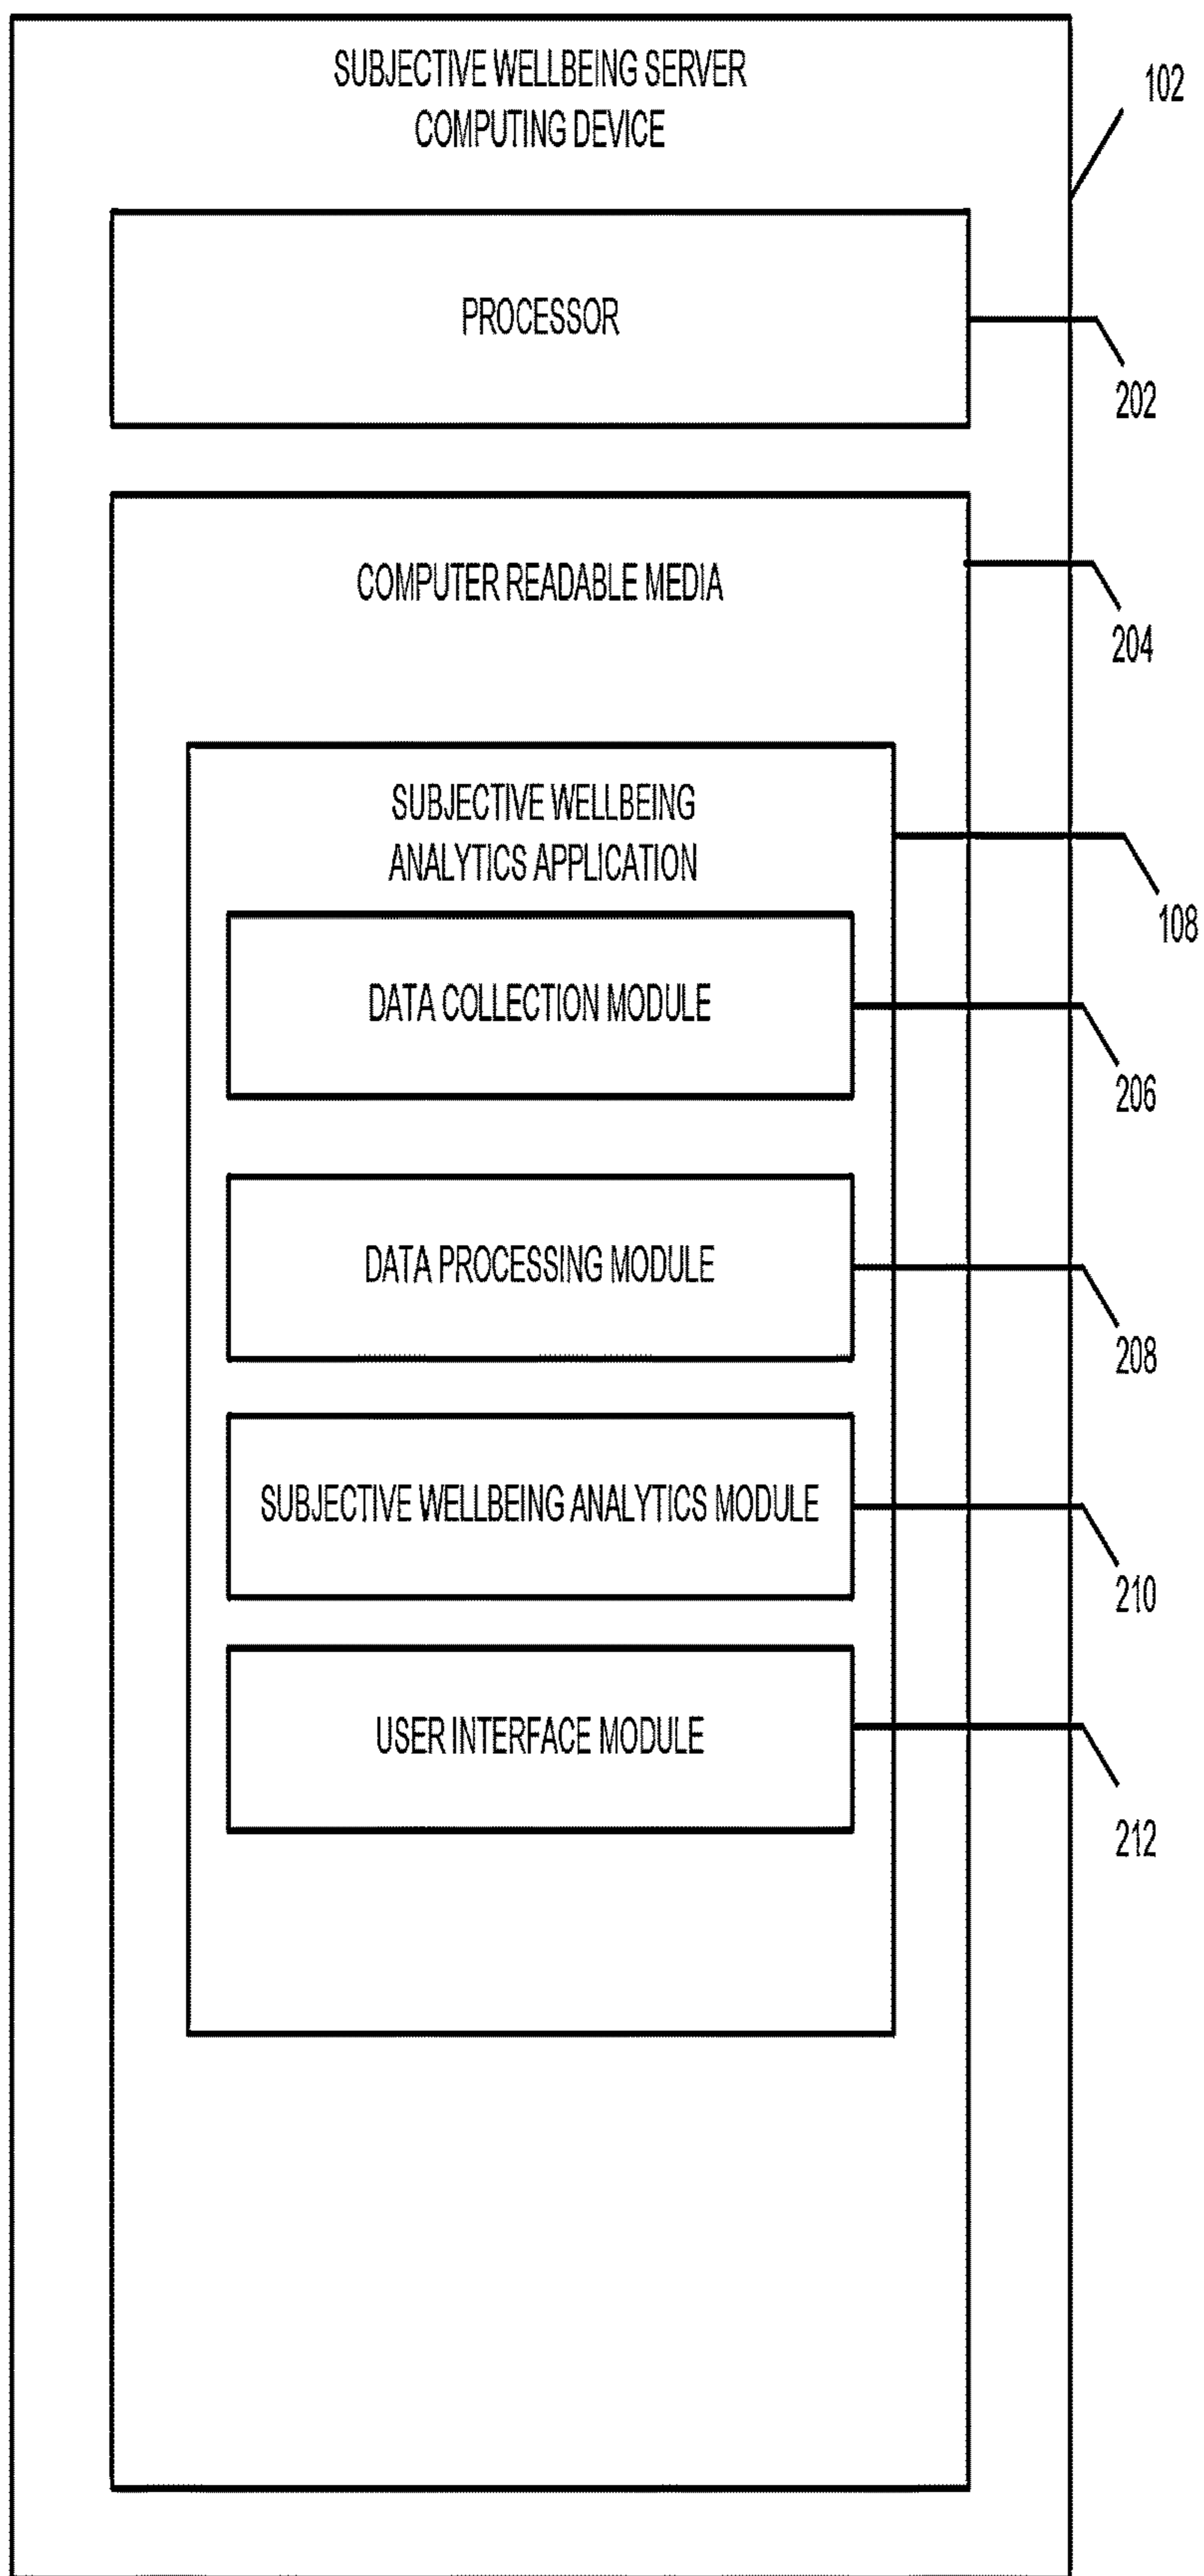 SUBJECTIVE WELLBEING SERVER
COMPUTING DEVICE
102
PROCESSOR
202
COMPUTER READABLE MEDIA
204
SUBJECTIVE WELLBEING
ANALYTICS APPLICATION
108
DATA COLLECTION MODULE
206
DATA PROCESSING MODULE
208
SUBJECTIVE WELLBEING ANALYTICS MODULE
210
USER INTERFACE MODULE
212